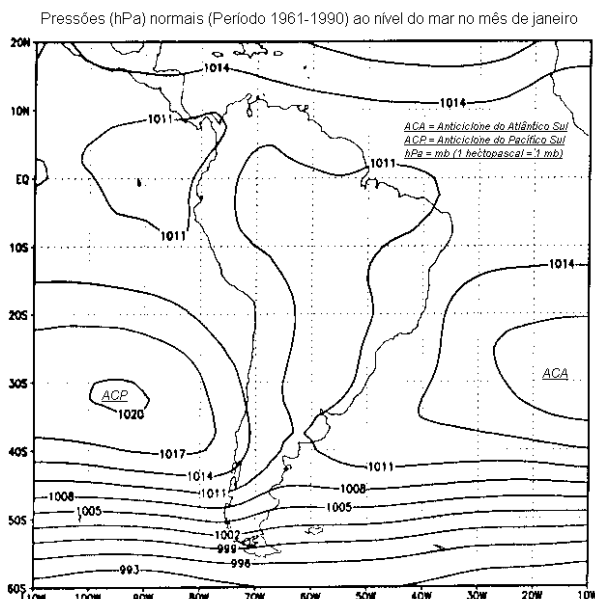 Pressões (hPa) normais (Período 1961-1990) ao nível do mar no mês de janeiro
20N
1014
1014
10N
1011
ACA = Anticiclone do Atlântico Sul
ACP = Anticiclone do Pacífico Sul
hPa = mb (1 hectopascal = 1 mb)
1011
EQ
1011
10S
1014
20S
ACA
30S
ACP
1020
40S
1017
1011
1014
1011
1008
1008
1005
1005
50S
1002
999
996
993
60S
110W
100W
90W
80W
70W
60W
50W
40W
30W
20W
10W